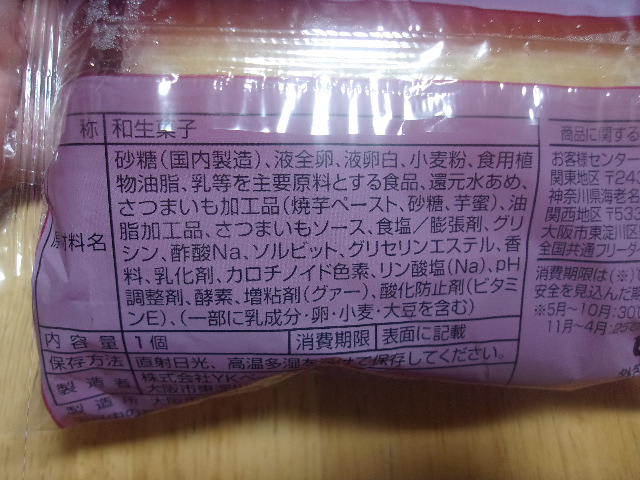 称 和生菓子
原材料名
砂糖(国内製造)、液全卵、液卵白、小麦粉、食用植
物油脂、乳等を主要原料とする食品、還元水あめ、
さつまいも加工品(焼芋ペースト、砂糖、芋蜜)、油
脂加工品、さつまいもソース、食塩/膨張剤、グリ
シン、酢酸Na、ソルビット、グリセリンエステル、香
料、乳化剤、カロチノイド色素、リン酸塩(Na)、pH
調整剤、酵素、増粘剤(グァー)、酸化防止剤(ビタミ
ンE)、(一部に乳成分・卵・小麦・大豆を含む)
内容量 1個 消費期限 表面に記載
保存方法 直射日光、高温多湿を避けて保存してください。
製造者 株式会社YK
大阪市東
製造所 大阪
商品に関する
お客様センター
関東地区 〒243
神奈川県海老名
関西地区 〒533
大阪市東淀川区
全国共通フリーダ
消費期限は(※)
安全を見込んだ
※5月~10月:30℃
11月~4月:25℃